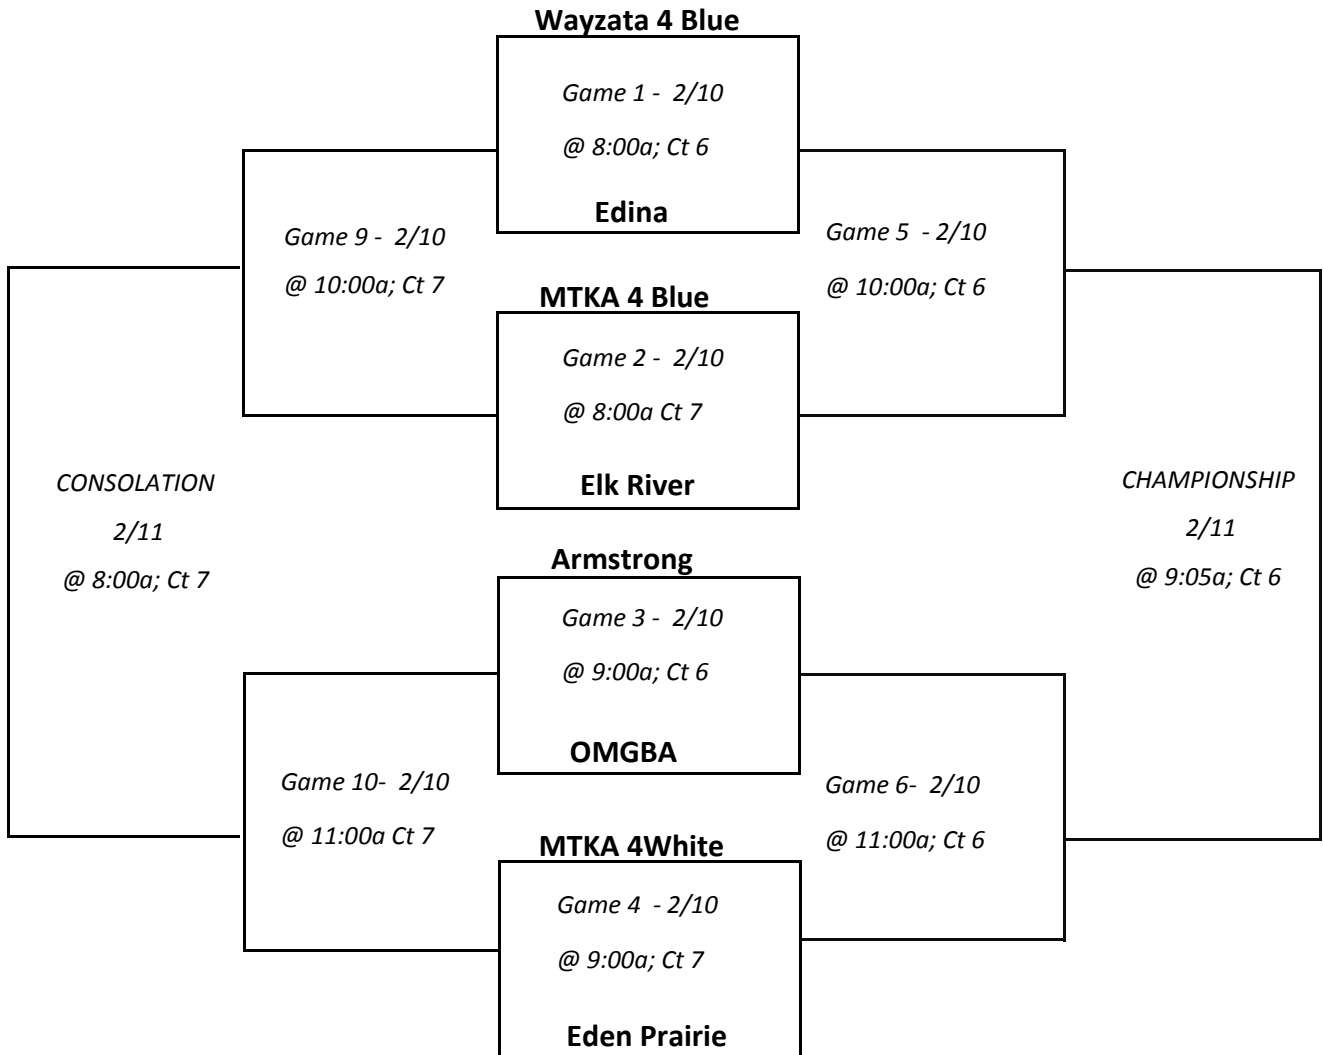 Wayzata 4 Blue
Game 1 - 2/10
@ 8:00a; Ct 6
Edina
Game 9 - 2/10
@ 10:00a; Ct 7
Game 5 - 2/10
@ 10:00a; Ct 6
MTKA 4 Blue
Game 2 - 2/10
@ 8:00a Ct 7
Elk River
CONSOLATION
2/11
@ 8:00a; Ct 7
CHAMPIONSHIP
2/11
@ 9:05a; Ct 6
Armstrong
Game 3 - 2/10
@ 9:00a; Ct 6
OMGBA
Game 10- 2/10
@ 11:00a Ct 7
Game 6- 2/10
@ 11:00a; Ct 6
MTKA 4White
Game 4 - 2/10
@ 9:00a; Ct 7
Eden Prairie